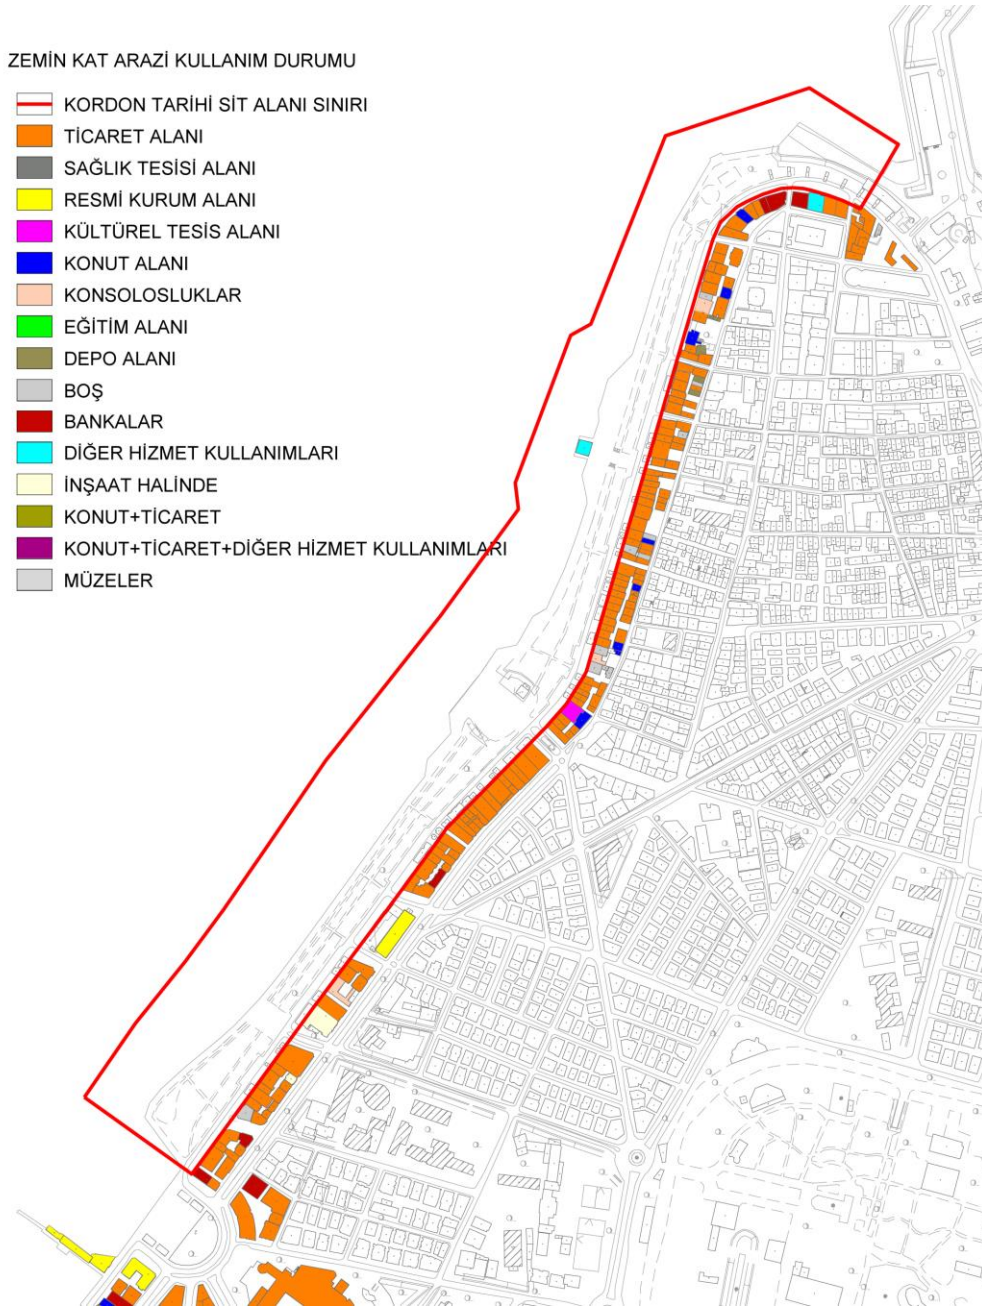 ZEMİN KAT ARAZİ KULLANIM DURUMU
KORDON TARİHİ SİT ALANI SINIRI
TİCARET ALANI
SAĞLIK TESİSİ ALANI
RESMİ KURUM ALANI
KÜLTÜREL TESİS ALANI
KONUT ALANI
KONSOLOSLUKLAR
EĞİTİM ALANI
DEPO ALANI
BOŞ
BANKALAR
DİĞER HİZMET KULLANIMLARI
İNŞAAT HALİNDE
KONUT+TİCARET
KONUT+TİCARET+DİĞER HİZMET KULLANIMLARI
MÜZELER